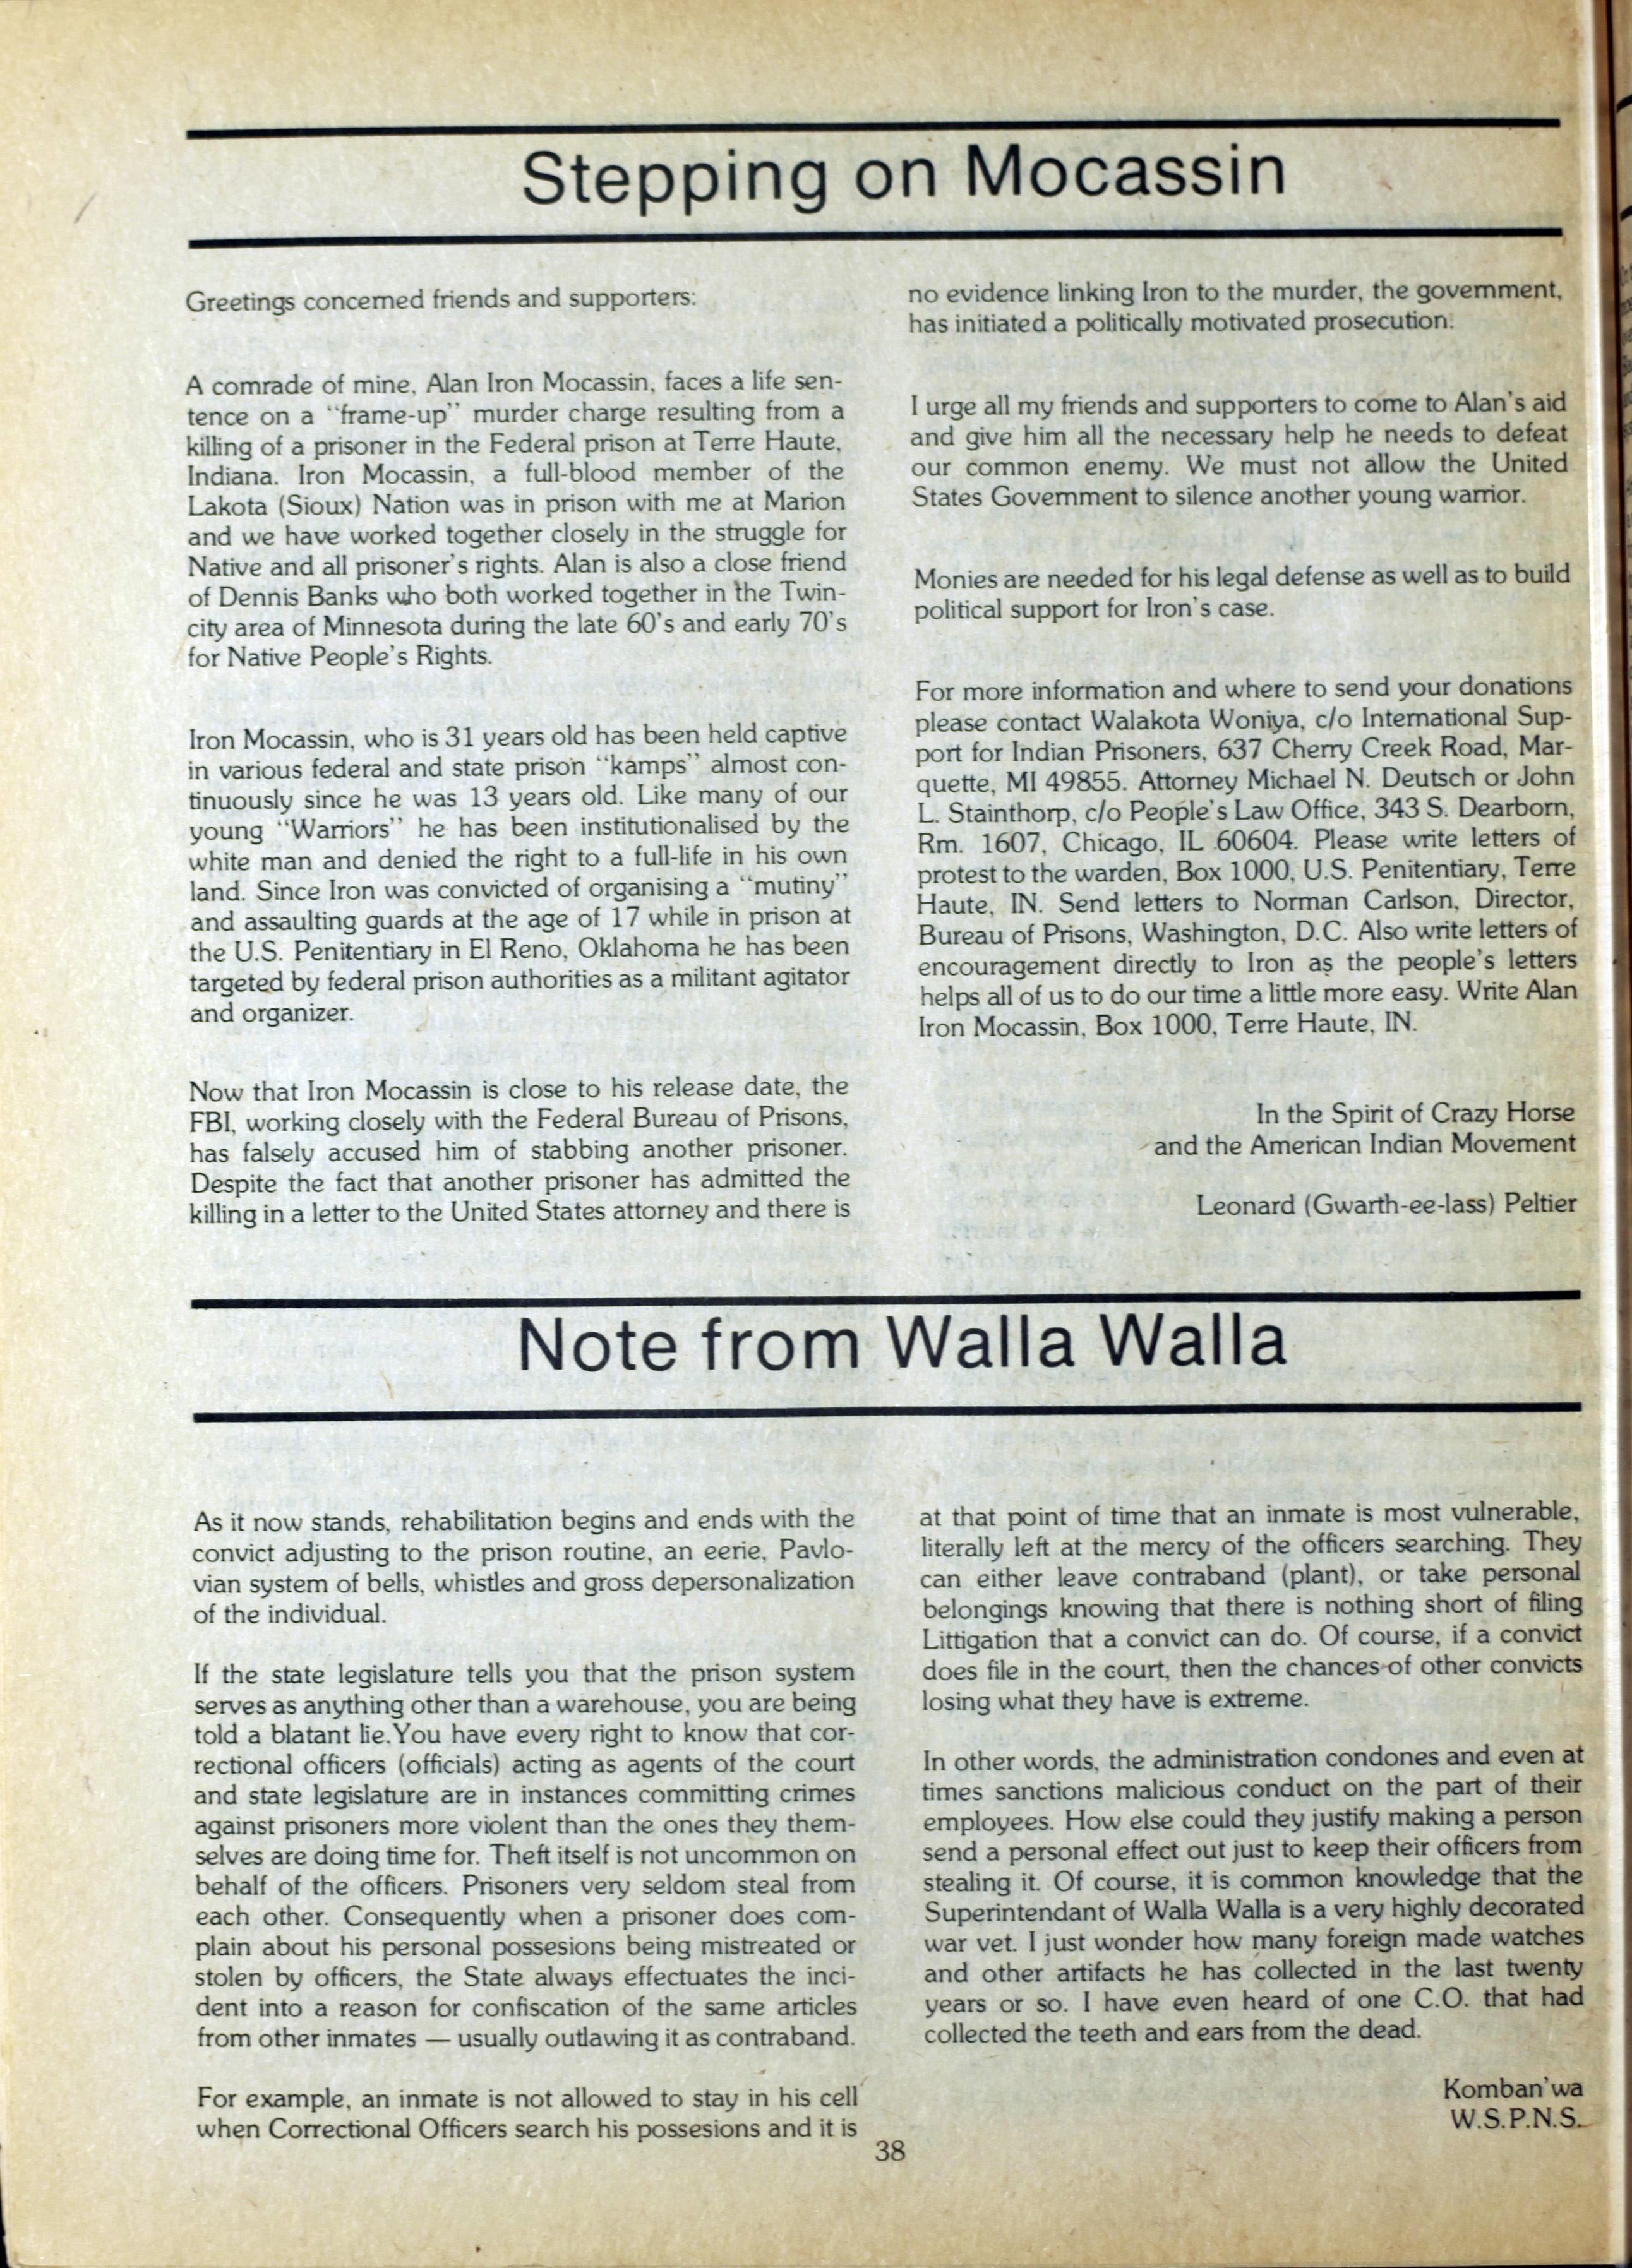 Stepping on Mocassin
Greetings concerned friends and supporters:
A comrade of mine, Alan Iron Mocassin, faces a life sen-
tence on a "frame-up" murder charge resulting from a
killing of a prisoner in the Federal prison at Terre Haute,
Indiana. Iron Mocassin, a full-blood member of the
Lakota (Sioux) Nation was in prison with me at Marion
and we have worked together closely in the struggle for
Native and all prisoner's rights. Alan is also a close friend
of Dennis Banks who both worked together in the Twin-
city area of Minnesota during the late 60's and early 70's
for Native People's Rights.
Iron Mocassin, who is 31 years old has been held captive
in various federal and state prison "kamps" almost con-
tinuously since he was 13 years old. Like many of our
young "Warriors" he has been institutionalised by the
white man and denied the right to a full-life in his own
land. Since Iron was convicted of organising a "mutiny"
and assaulting guards at the age of 17 while in prison at
the U.S. Penitentiary in El Reno, Oklahoma he has been
targeted by federal prison authorities as a militant agitator
and organizer.
Now that Iron Mocassin is close to his release date, the
FBI, working closely with the Federal Bureau of Prisons,
has falsely accused him of stabbing another prisoner.
Despite the fact that another prisoner has admitted the
killing in a letter to the United States attorney and there is
no evidence linking Iron to the murder, the government,
has initiated a politically motivated prosecution.
I urge all my friends and supporters to come to Alan's aid
and give him all the necessary help he needs to defeat
our common enemy. We must not allow the United
States Government to silence another young warrior.
Monies are needed for his legal defense as well as to build
political support for Iron's case.
For more information and where to send your donations
please contact Walakota Woniya, c/o International Sup-
port for Indian Prisoners, 637 Cherry Creek Road, Mar-
quette, MI 49855. Attorney Michael N. Deutsch or John
L. Stainthorp, c/o People's Law Office, 343 S. Dearborn,
Rm. 1607, Chicago, IL 60604. Please write letters of
protest to the warden, Box 1000, U.S. Penitentiary, Terre
Haute, IN. Send letters to Norman Carlson, Director,
Bureau of Prisons, Washington, D.C. Also write letters of
encouragement directly to Iron as the people's letters
helps all of us to do our time a little more easy. Write Alan
Iron Mocassin, Box 1000, Terre Haute, IN.
In the Spirit of Crazy Horse
and the American Indian Movement
Leonard (Gwarth-ee-lass) Peltier
Note from Walla Walla
As it now stands, rehabilitation begins and ends with the
convict adjusting to the prison routine, an eerie, Pavlo-
vian system of bells, whistles and gross depersonalization
of the individual.
If the state legislature tells you that the prison system
serves as anything other than a warehouse, you are being
told a blatant lie. You have every right to know that cor-
rectional officers (officials) acting as agents of the court
and state legislature are in instances committing crimes
against prisoners more violent than the ones they them-
selves are doing time for. Theft itself is not uncommon on
behalf of the officers. Prisoners very seldom steal from
each other. Consequently when a prisoner does com-
plain about his personal possesions being mistreated or
stolen by officers, the State always effectuates the inci-
dent into a reason for confiscation of the same articles
from other inmates — usually outlawing it as contraband.
For example, an inmate is not allowed to stay in his cell
when Correctional Officers search his possesions and it is
at that point of time that an inmate is most vulnerable,
literally left at the mercy of the officers searching. They
can either leave contraband (plant), or take personal
belongings knowing that there is nothing short of filing
Littigation that a convict can do. Of course, if a convict
does file in the court, then the chances of other convicts
losing what they have is extreme.
In other words, the administration condones and even at
times sanctions malicious conduct on the part of their
employees. How else could they justify making a person
send a personal effect out just to keep their officers from
stealing it. Of course, it is common knowledge that the
Superintendant of Walla Walla is a very highly decorated
war vet. I just wonder how many foreign made watches
and other artifacts he has collected in the last twenty
years or so. I have even heard of one C.O. that had
collected the teeth and ears from the dead.
Komban'wa
W.S.P.N.S.
38